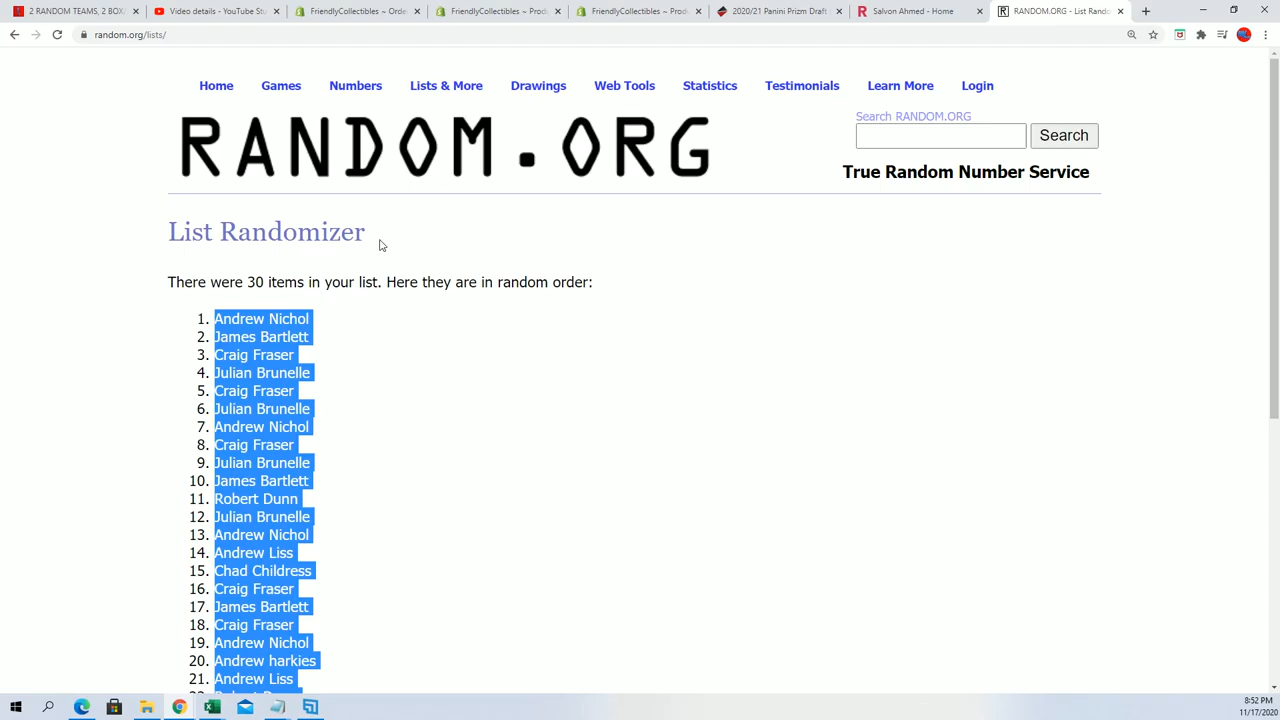 2 RANDOM TEAMS, 2 BOX
Video details - YouTube Stu
FriendlyCollectibles ~ Orde
FriendlyCollectibles ~ Produ
FriendlyCollectibles ~ Produ
2020/21 Panini Prizm Draft
Salvon Ahmed - Home
RANDOM.ORG - List Rando
random.org/lists/
Home Games Numbers Lists & More Drawings Web Tools Statistics Testimonials Learn More Login
RANDOM.ORG
Search RANDOM.ORG
Search
True Random Number Service
List Randomizer
There were 30 items in your list. Here they are in random order:
1. Andrew Nichol
2. James Bartlett
3. Craig Fraser
4. Julian Brunelle
5. Craig Fraser
6. Julian Brunelle
7. Andrew Nichol
8. Craig Fraser
9. Julian Brunelle
10. James Bartlett
11. Robert Dunn
12. Julian Brunelle
13. Andrew Nichol
14. Andrew Liss
15. Chad Childress
16. Craig Fraser
17. James Bartlett
18. Craig Fraser
19. Andrew Nichol
20. Andrew harkies
21. Andrew Liss
8:52 PM
11/17/2020